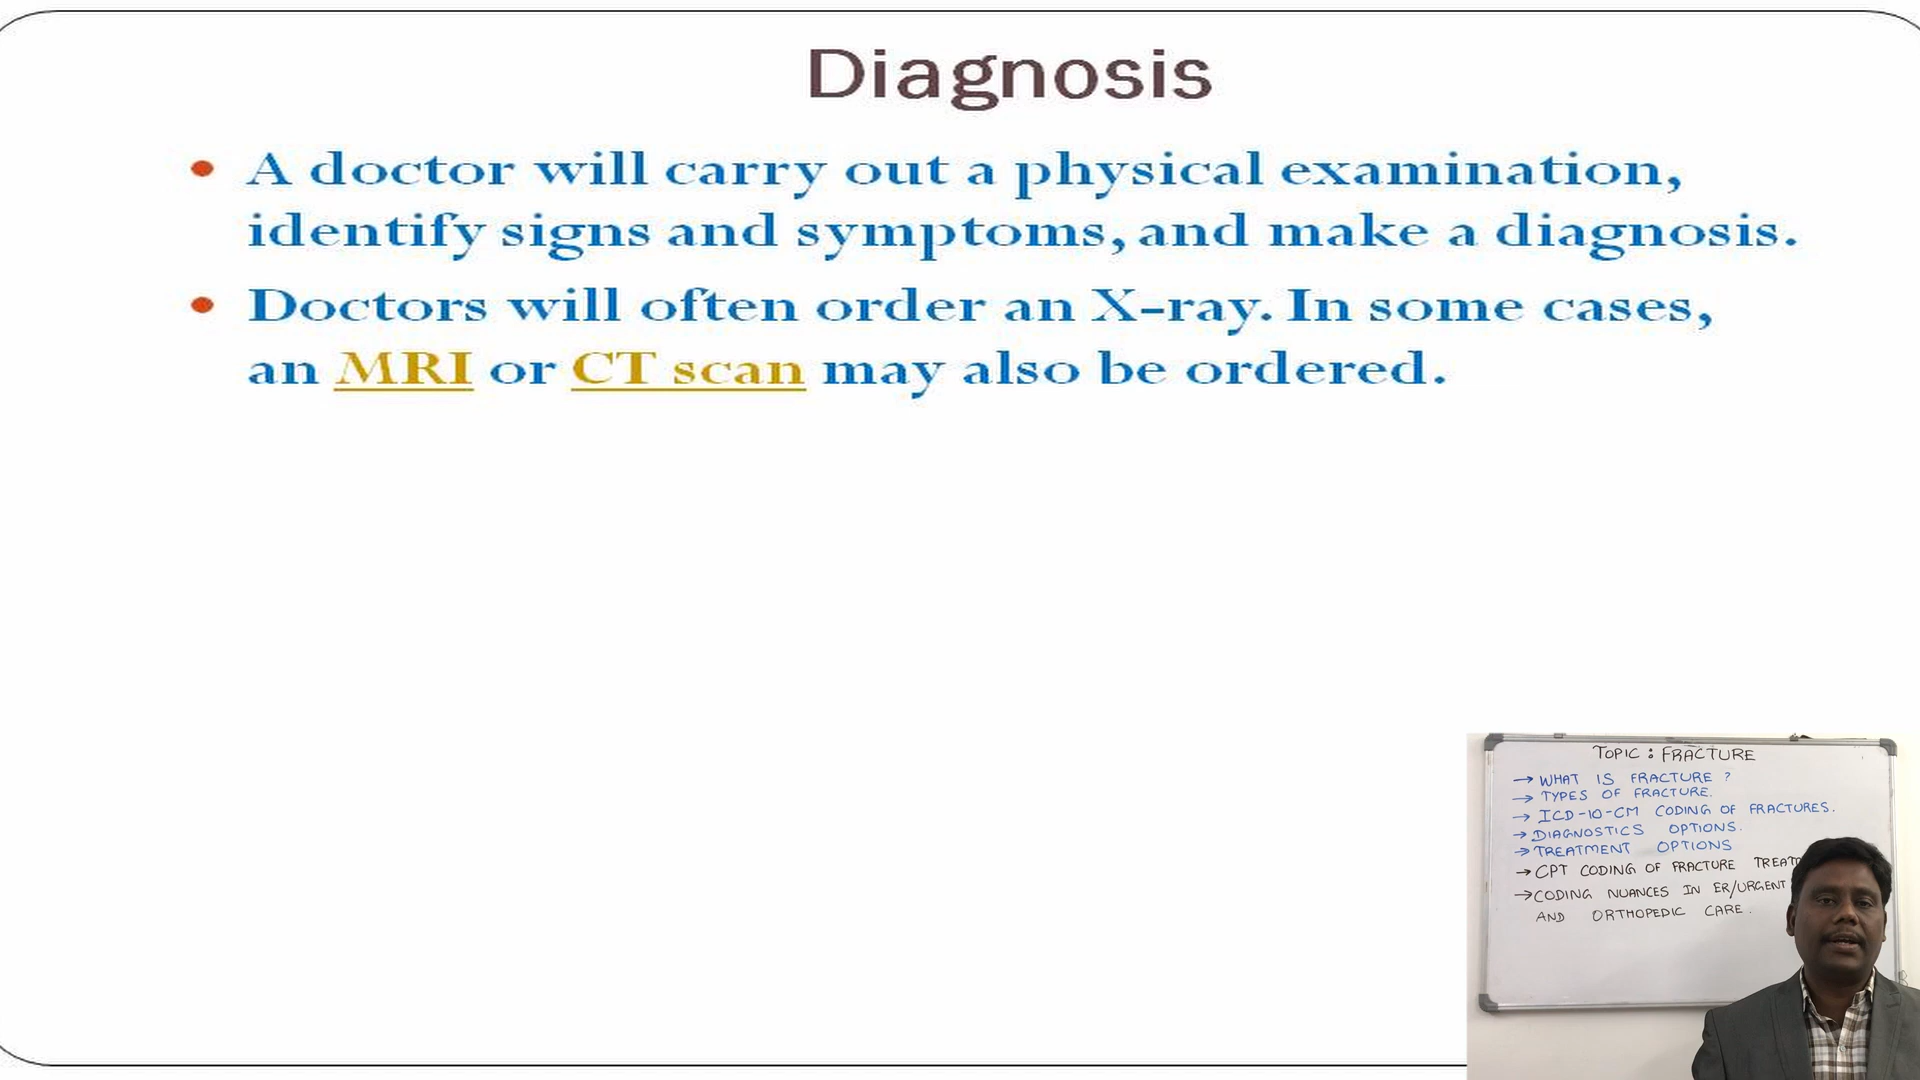 Diagnosis
• A doctor will carry out a physical examination,
identify signs and symptoms, and make a diagnosis.
• Doctors will often order an X-ray. In some cases,
an MRI or CT scan may also be ordered.
TOPIC : FRACTURE
→ WHAT IS FRACTURE ?
→ TYPES OF FRACTURE.
→ ICD-10-CM CODING OF FRACTURES.
→ DIAGNOSTICS OPTIONS.
→ TREATMENT OPTIONS
→ CPT CODING OF FRACTURE TREATM
→ CODING NUANCES IN ER/URGENT
AND ORTHOPEDIC CARE.